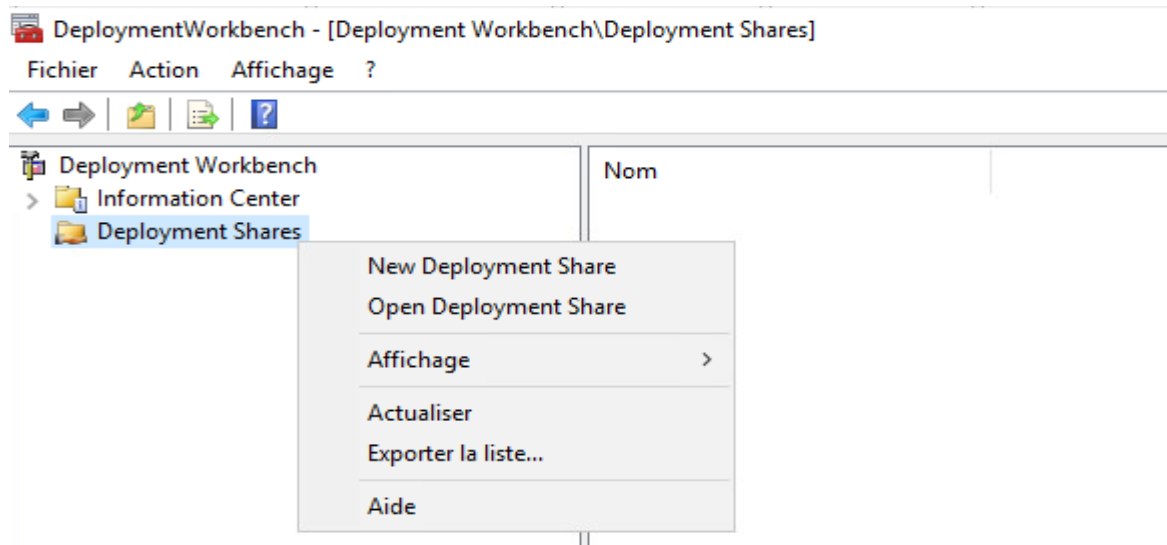 DeploymentWorkbench - [Deployment Workbench\Deployment Shares]
Fichier Action Affichage ?
Deployment Workbench
Nom
Information Center
Deployment Shares
New Deployment Share
Open Deployment Share
Affichage
Actualiser
Exporter la liste...
Aide